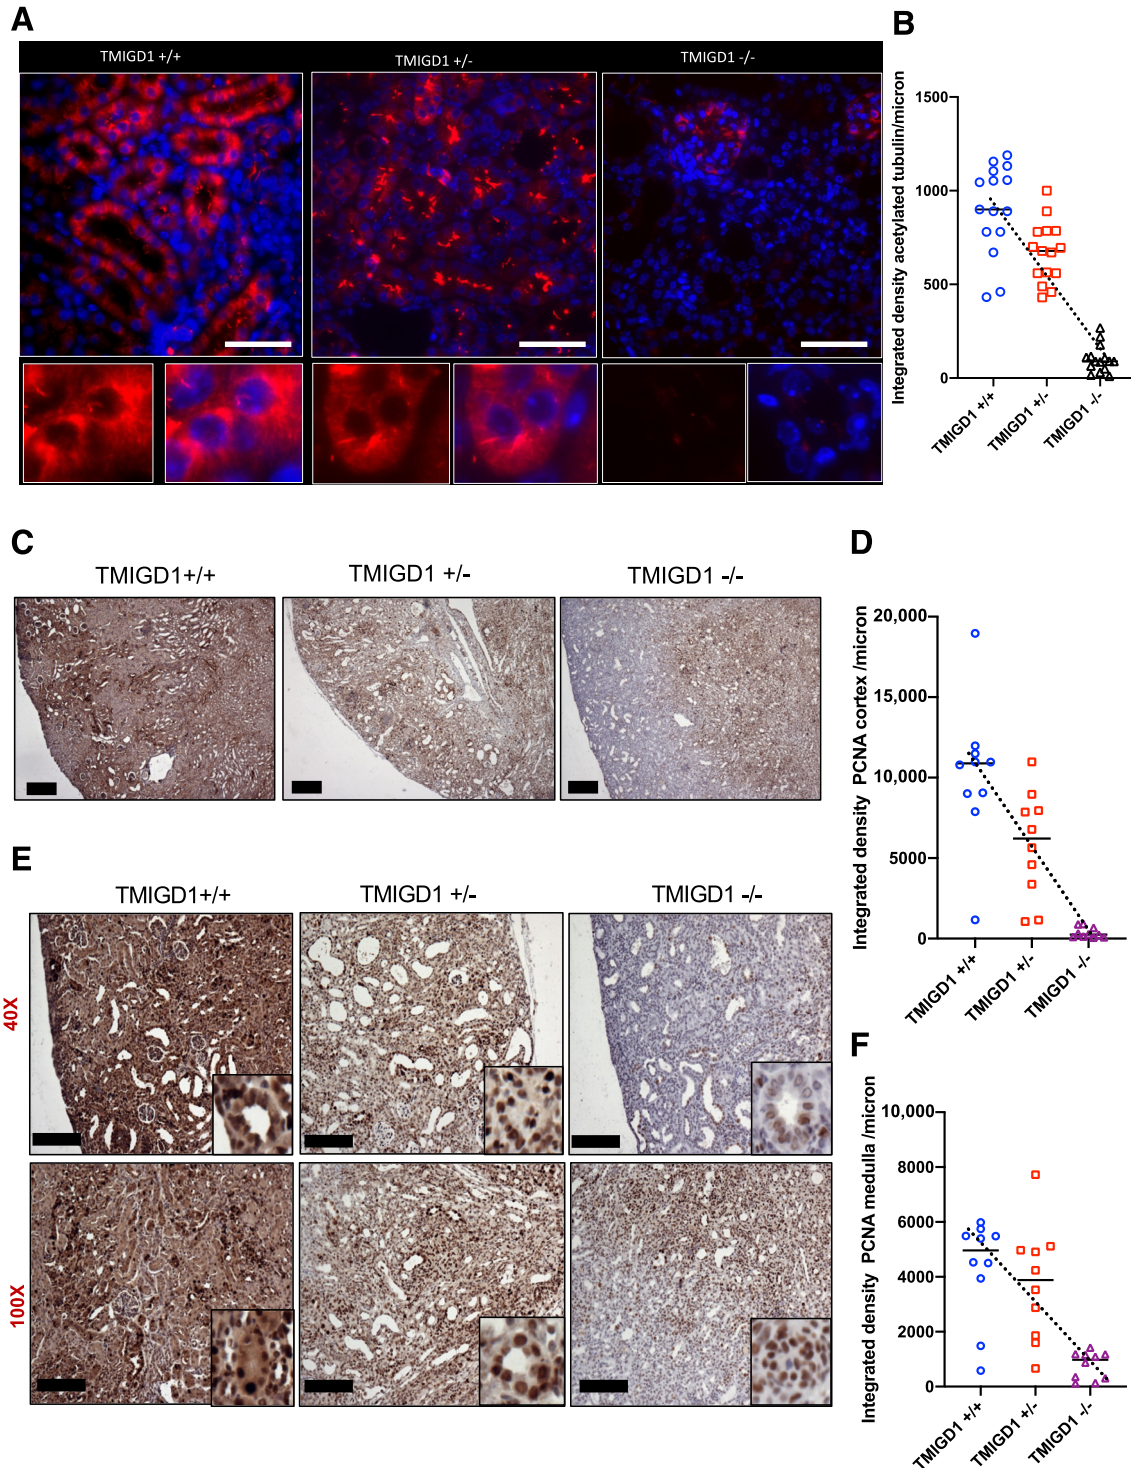 A
TMIGD1 +/+
TMIGD1 +/-
TMIGD1 -/-
B
Integrated density acetylated tubulin/micron
1500
1000
500
0
TMIGD1 +/+
TMIGD1 +/-
TMIGD1 -/-
C
TMIGD1+/+
TMIGD1 +/-
TMIGD1 -/-
D
Integrated density PCNA cortex /micron
20,000
15,000
10,000
5000
0
TMIGD1 +/+
TMIGD1 +/-
TMIGD1 -/-
E
TMIGD1+/+
TMIGD1 +/-
TMIGD1 -/-
40X
100X
F
Integrated density PCNA medulla /micron
10,000
8000
6000
4000
2000
0
TMIGD1 +/+
TMIGD1 +/-
TMIGD1 -/-